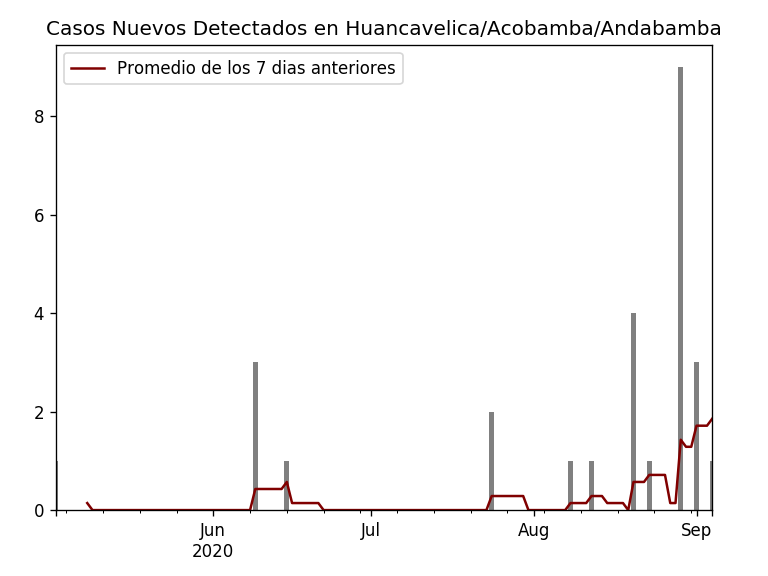 Casos Nuevos Detectados en Huancavelica/Acobamba/Andabamba
Promedio de los 7 dias anteriores
8
6
4
2
0
Jun Jul Aug Sep
2020